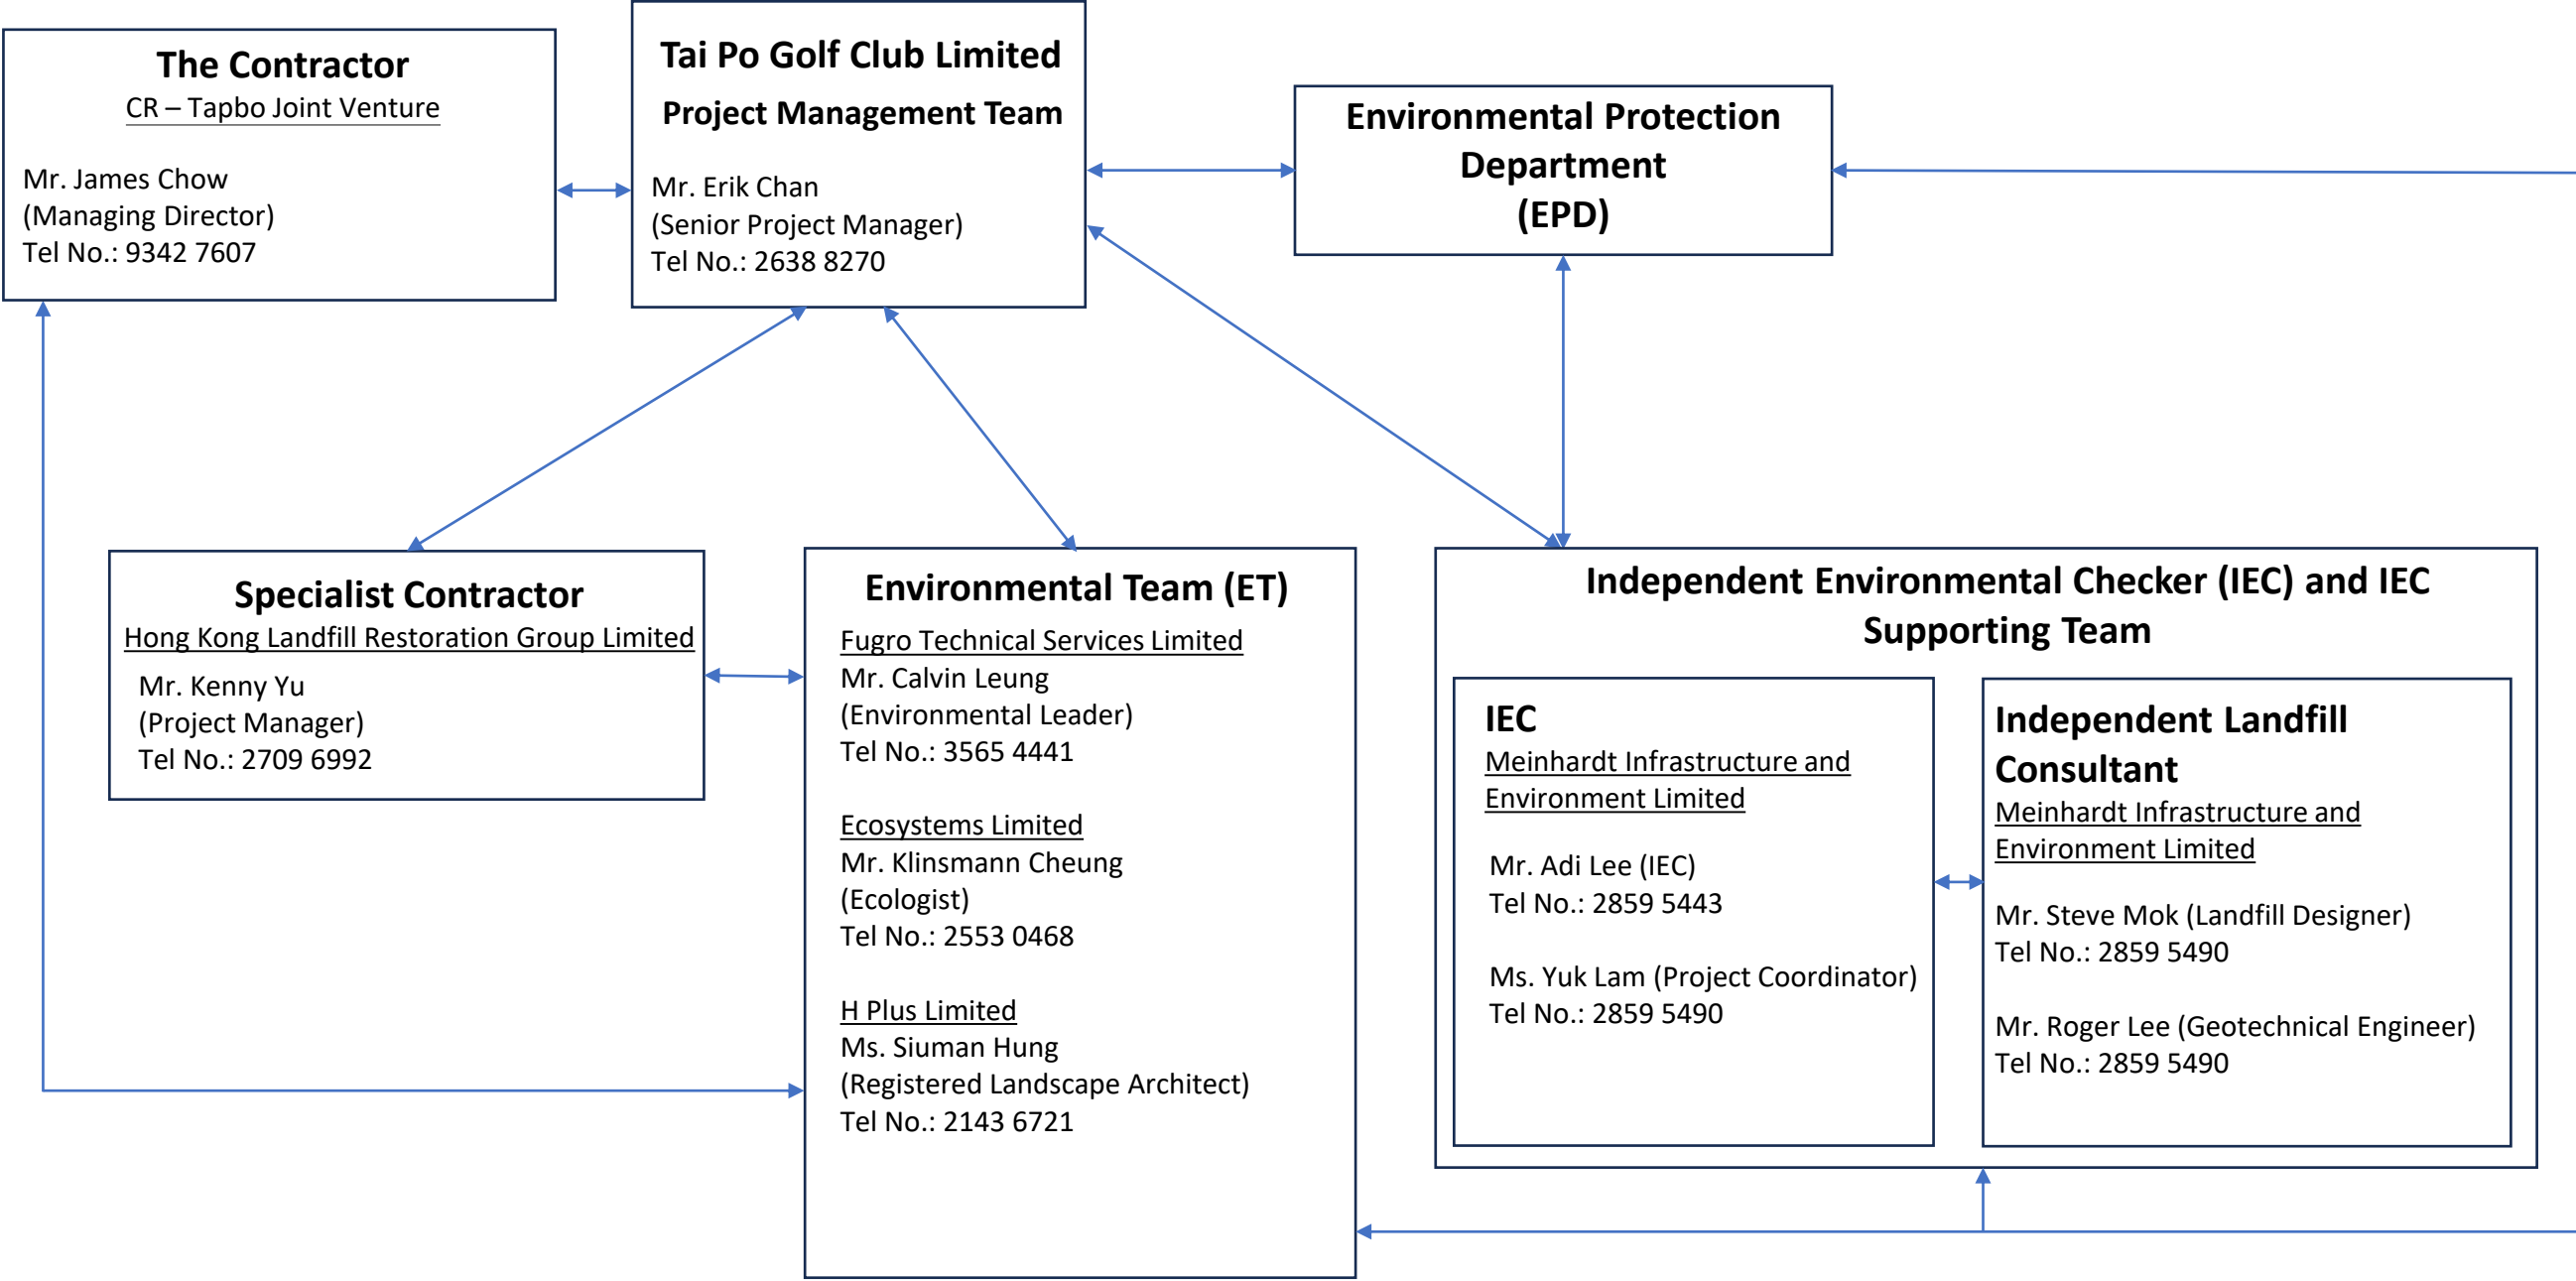 The Contractor
CR – Tapbo Joint Venture
Mr. James Chow
(Managing Director)
Tel No.: 9342 7607
Tai Po Golf Club Limited
Project Management Team
Mr. Erik Chan
(Senior Project Manager)
Tel No.: 2638 8270
Environmental Protection
Department
(EPD)
Specialist Contractor
Hong Kong Landfill Restoration Group Limited
Mr. Kenny Yu
(Project Manager)
Tel No.: 2709 6992
Environmental Team (ET)
Fugro Technical Services Limited
Mr. Calvin Leung
(Environmental Leader)
Tel No.: 3565 4441
Ecosystems Limited
Mr. Klinsmann Cheung
(Ecologist)
Tel No.: 2553 0468
H Plus Limited
Ms. Siuman Hung
(Registered Landscape Architect)
Tel No.: 2143 6721
Independent Environmental Checker (IEC) and IEC
Supporting Team
IEC
Meinhardt Infrastructure and
Environment Limited
Mr. Adi Lee (IEC)
Tel No.: 2859 5443
Ms. Yuk Lam (Project Coordinator)
Tel No.: 2859 5490
Independent Landfill
Consultant
Meinhardt Infrastructure and
Environment Limited
Mr. Steve Mok (Landfill Designer)
Tel No.: 2859 5490
Mr. Roger Lee (Geotechnical Engineer)
Tel No.: 2859 5490